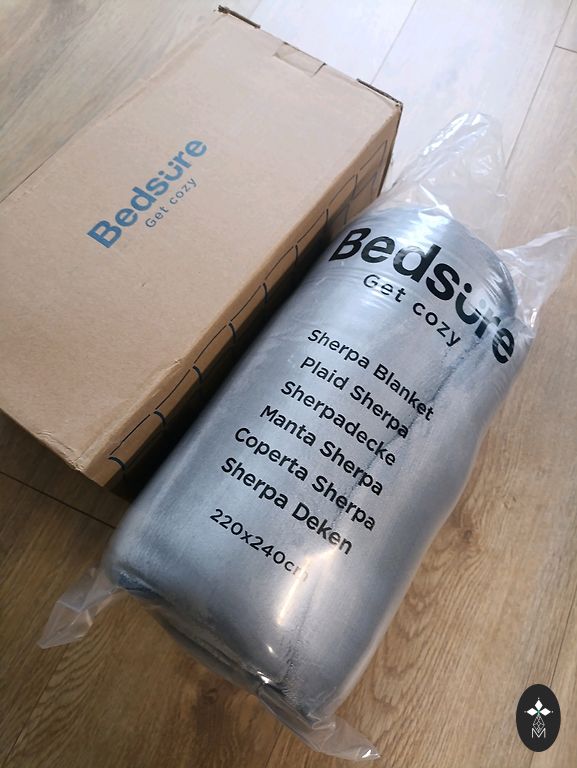 Bedsure
Get cozy
Bedsure
Get cozy
Sherpa Blanket
Plaid Sherpa
Sherpadecke
Manta Sherpa
Coperta Sherpa
Sherpa Deken
220x240cm
M